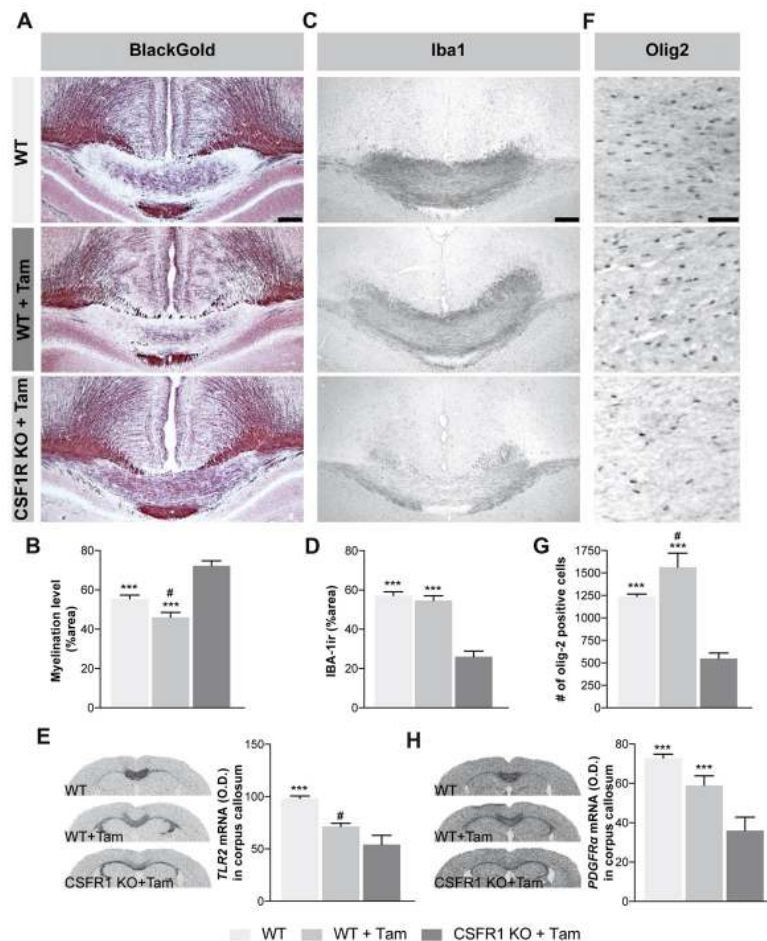 A
BlackGold
C
Iba1
F
Olig2
WT
WT + Tam
CSF1R KO + Tam
B
Myelination level
(%area)
80
60
40
20
0
***
#
***
D
IBA-1ir (%area)
80
60
40
20
0
***
***
G
# of olig-2 positive cells
1750
1500
1250
1000
750
500
250
0
***
#
***
E
WT
WT+Tam
CSFR1 KO+Tam
TLR2 mRNA (O.D.)
in corpus callosum
150
100
50
0
***
#
H
WT
WT+Tam
CSFR1 KO+Tam
PDGFRα mRNA (O.D.)
in corpus callosum
80
60
40
20
0
***
***
WT
WT + Tam
CSFR1 KO + Tam